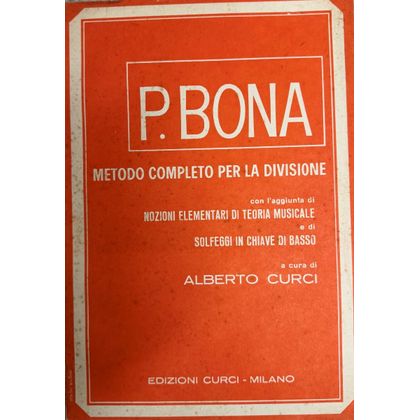 P. BONA
METODO COMPLETO PER LA DIVISIONE
con l'aggiunta di
NOZIONI ELEMENTARI DI TEORIA MUSICALE
e di
SOLFEGGI IN CHIAVE DI BASSO
a cura di
ALBERTO CURCI
EDIZIONI CURCI - MILANO